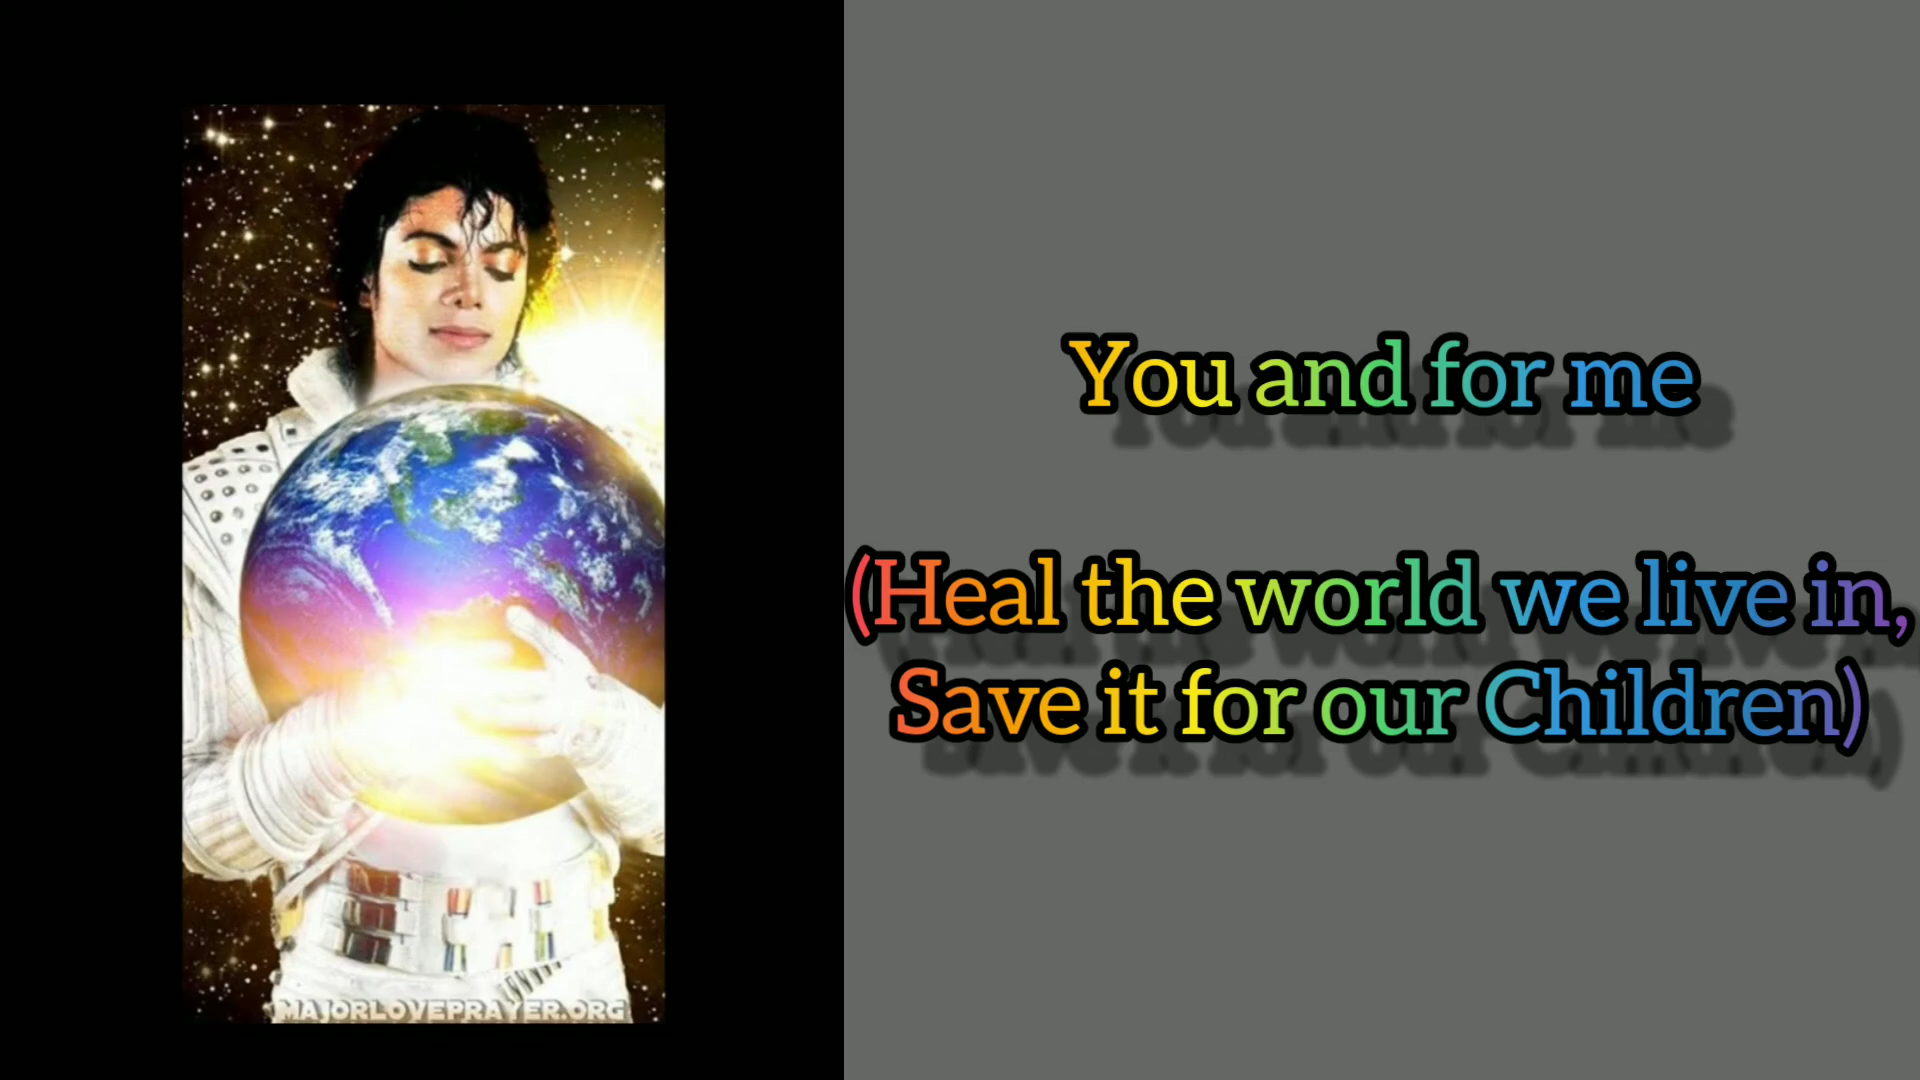 You and for me
(Heal the world we live in,
Save it for our Children)
MAJORLOVEPRAYER.ORG